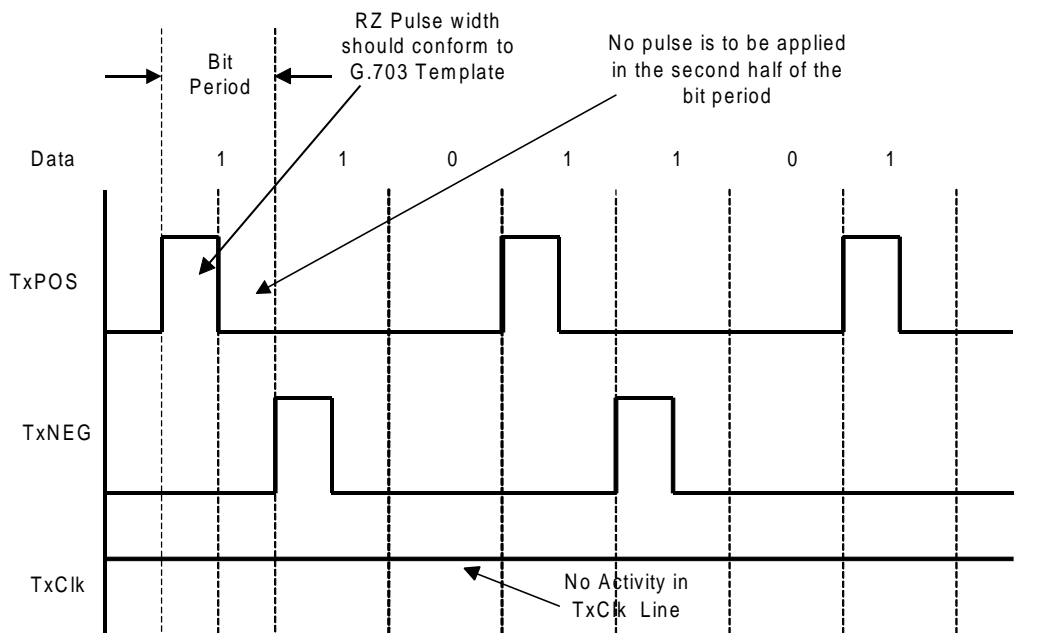 RZ Pulse width
should conform to
G.703 Template
No pulse is to be applied
in the second half of the
bit period
Bit
Period
Data 1 1 0 1 1 0 1
TxPOS
TxNEG
TxClk
No Activity in
TxClk Line